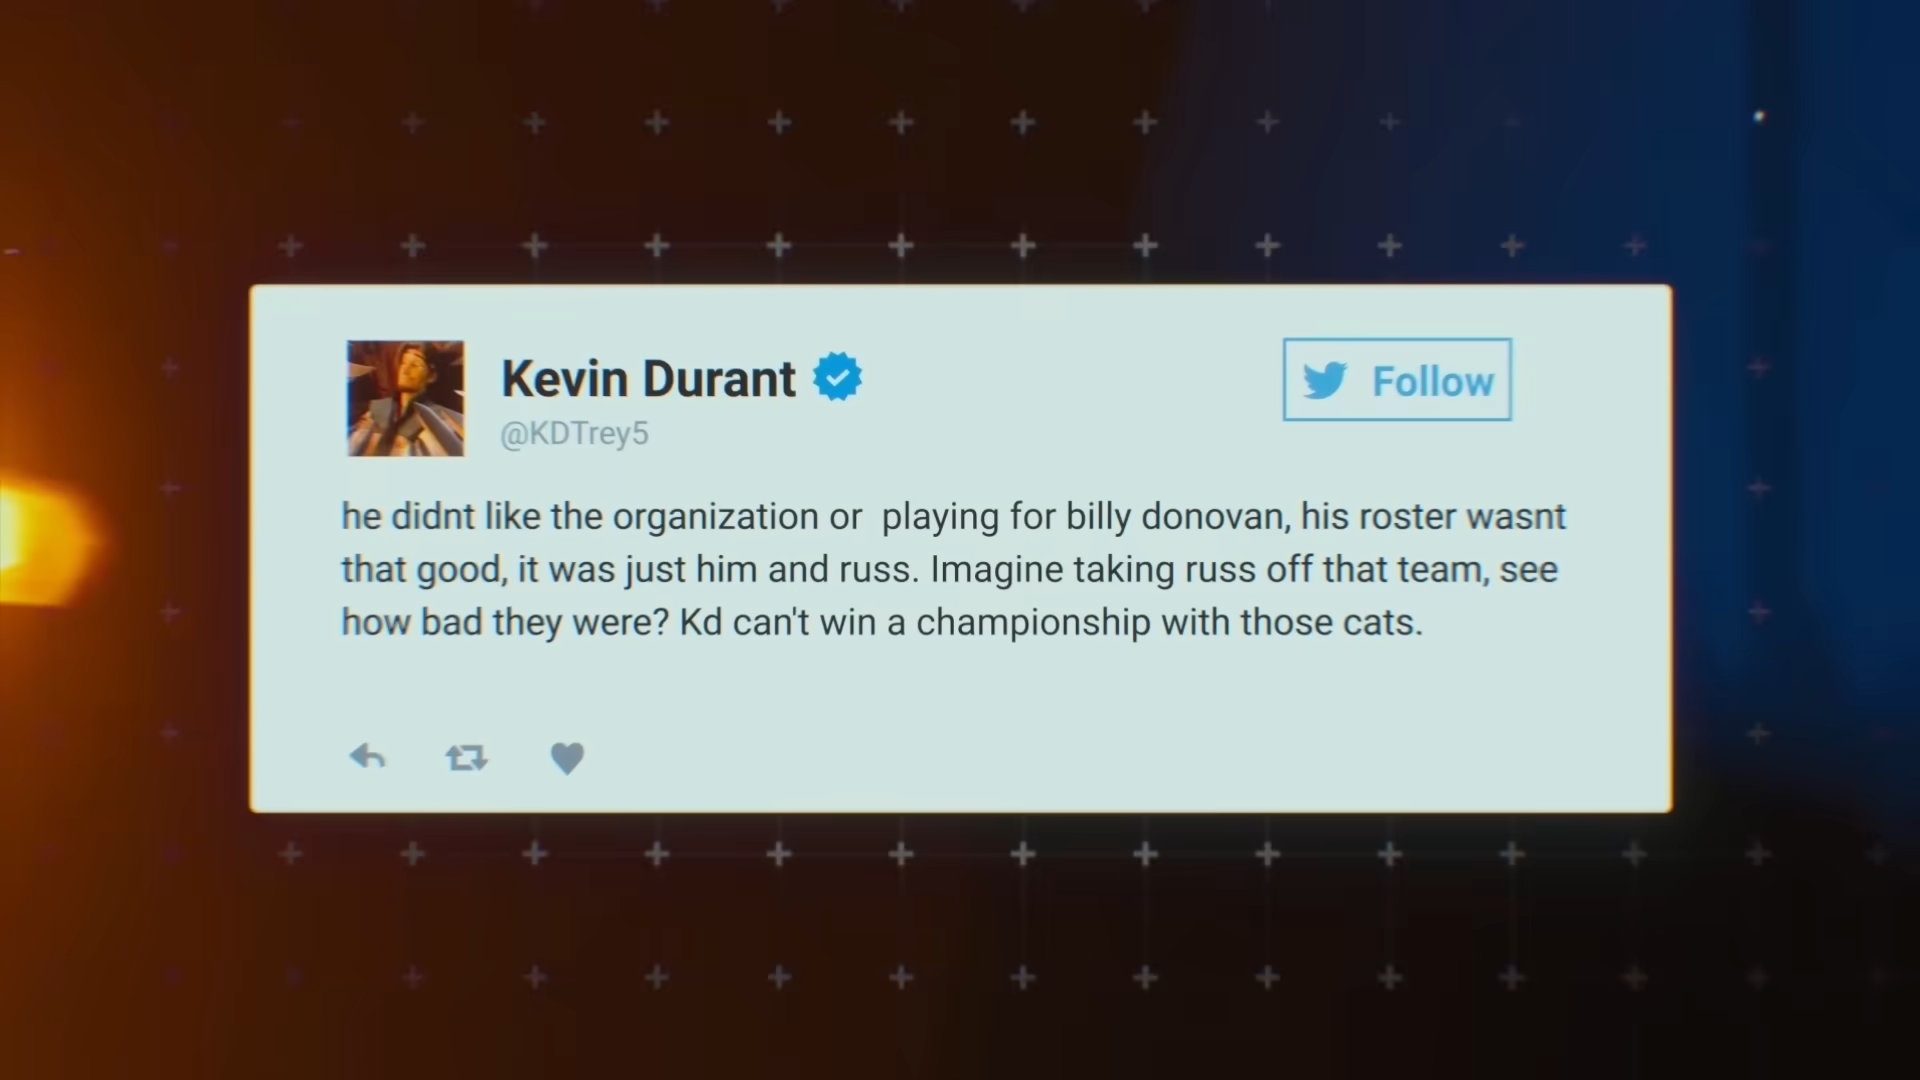 Kevin Durant
Follow
@KDTrey5
he didnt like the organization or  playing for billy donovan, his roster wasnt
that good, it was just him and russ. Imagine taking russ off that team, see
how bad they were? Kd can't win a championship with those cats.